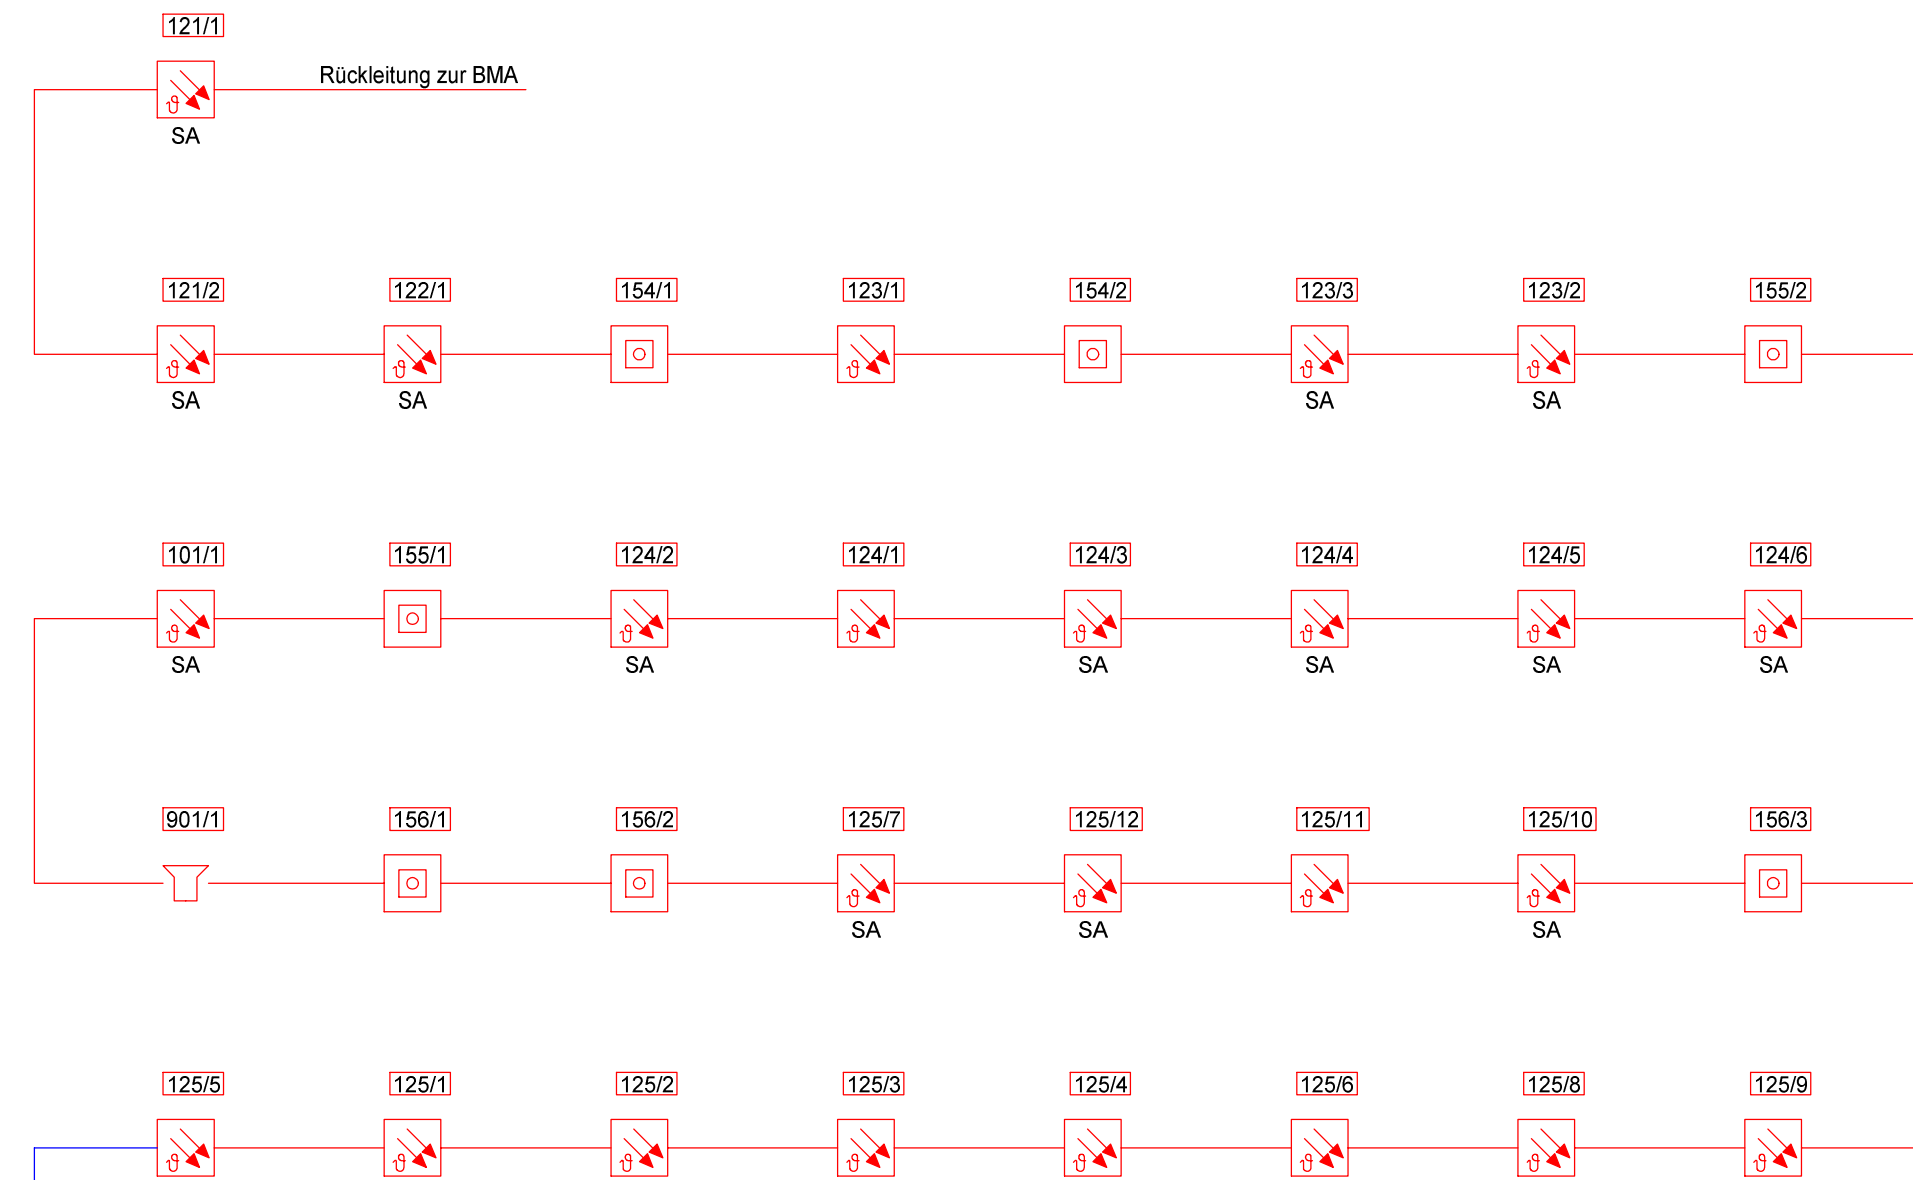 121/1
Rückleitung zur BMA
ϑ
SA
121/2 122/1 154/1 123/1 154/2 123/3 123/2 155/2
ϑ ϑ ϑ ϑ ϑ
SA SA SA SA
101/1 155/1 124/2 124/1 124/3 124/4 124/5 124/6
ϑ ϑ ϑ ϑ ϑ ϑ ϑ
SA SA SA SA SA SA
901/1 156/1 156/2 125/7 125/12 125/11 125/10 156/3
ϑ ϑ ϑ ϑ
SA SA SA
125/5 125/1 125/2 125/3 125/4 125/6 125/8 125/9
ϑ ϑ ϑ ϑ ϑ ϑ ϑ ϑ